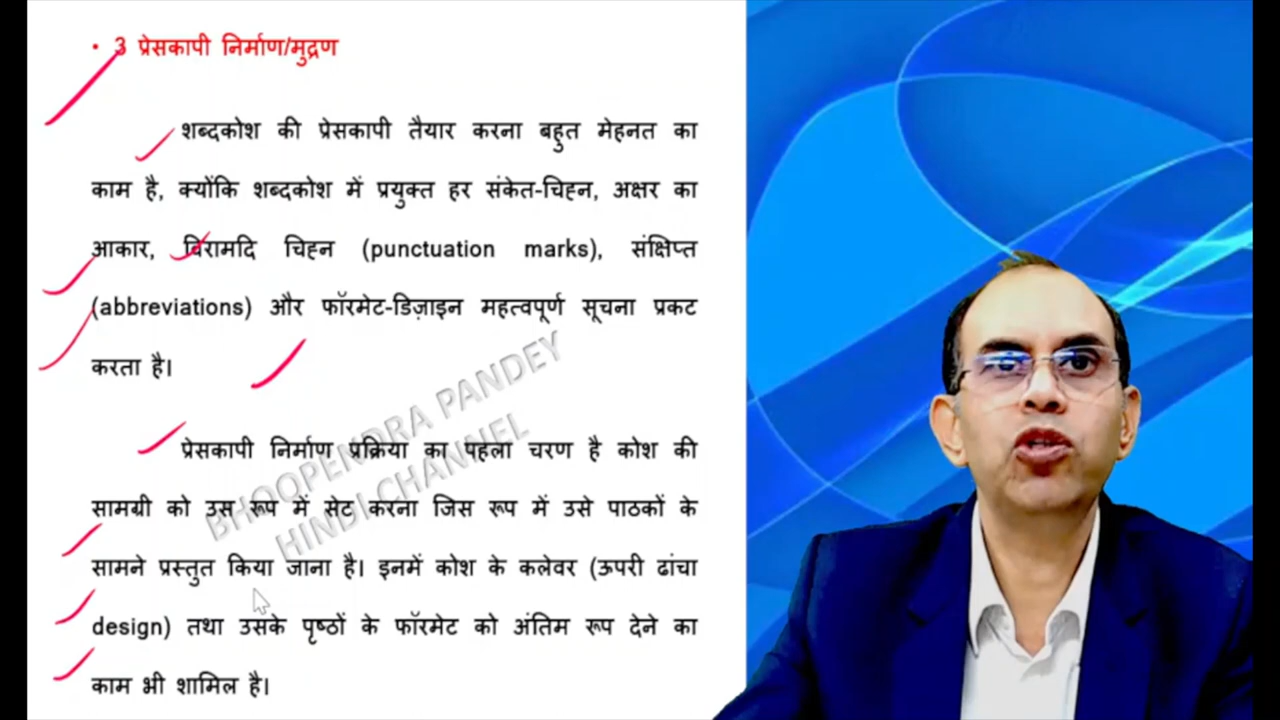 • 3 प्रेसकापी निर्माण/मुद्रण
शब्दकोश की प्रेसकापी तैयार करना बहुत मेहनत का
काम है, क्योंकि शब्दकोश में प्रयुक्त हर संकेत-चिह्न, अक्षर का
आकार, विरामदि चिह्न (punctuation marks), संक्षिप्त
(abbreviations) और फॉरमेट-डिज़ाइन महत्वपूर्ण सूचना प्रकट
करता है।
प्रेसकापी निर्माण प्रक्रिया का पहला चरण है कोश की
सामग्री को उस रूप में सेट करना जिस रूप में उसे पाठकों के
सामने प्रस्तुत किया जाना है। इनमें कोश के कलेवर (ऊपरी ढांचा
design) तथा उसके पृष्ठों के फॉरमेट को अंतिम रूप देने का
काम भी शामिल है।
BHOOPENDRA PANDEY
HINDI CHANNEL